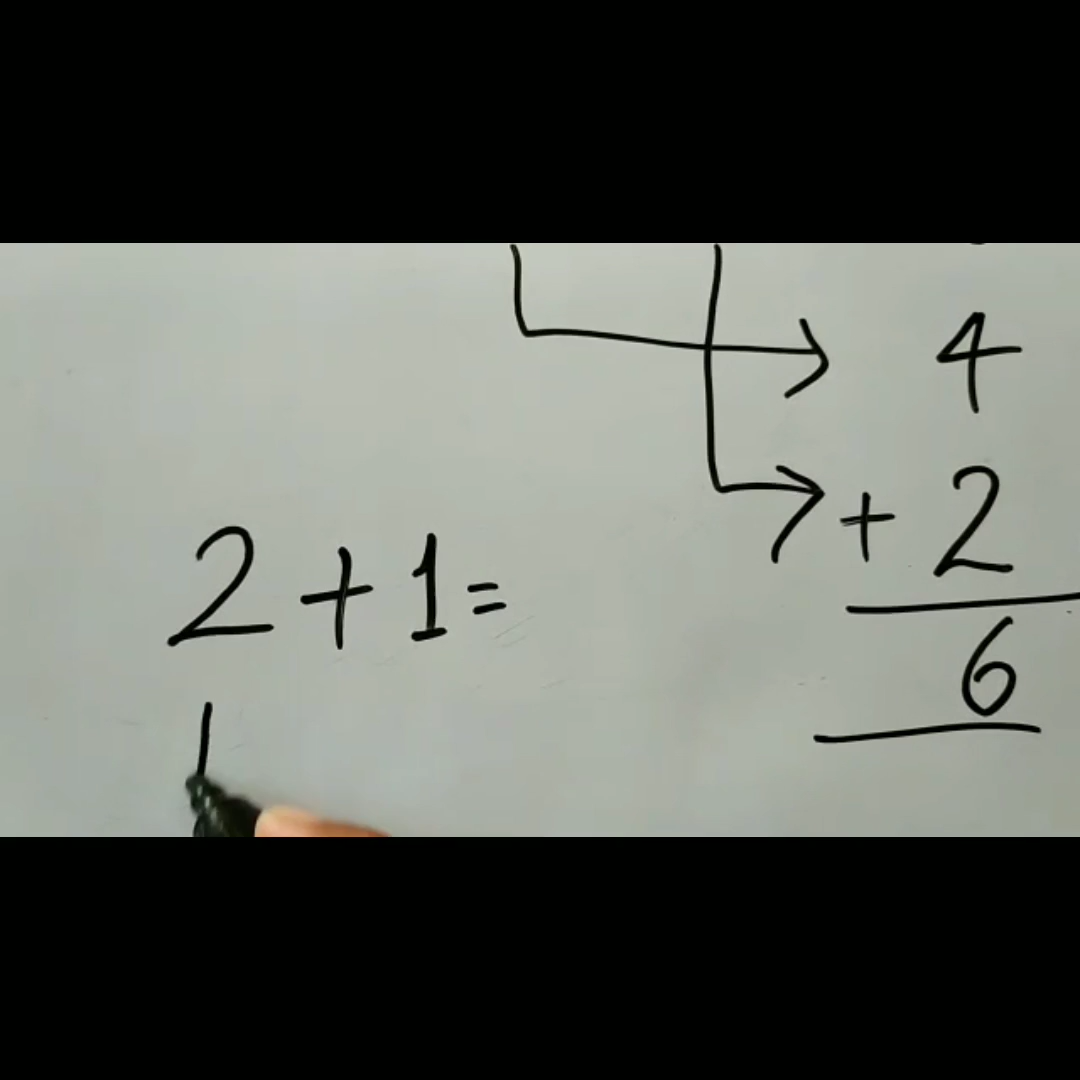 4
+ 2
2 + 1 =
6